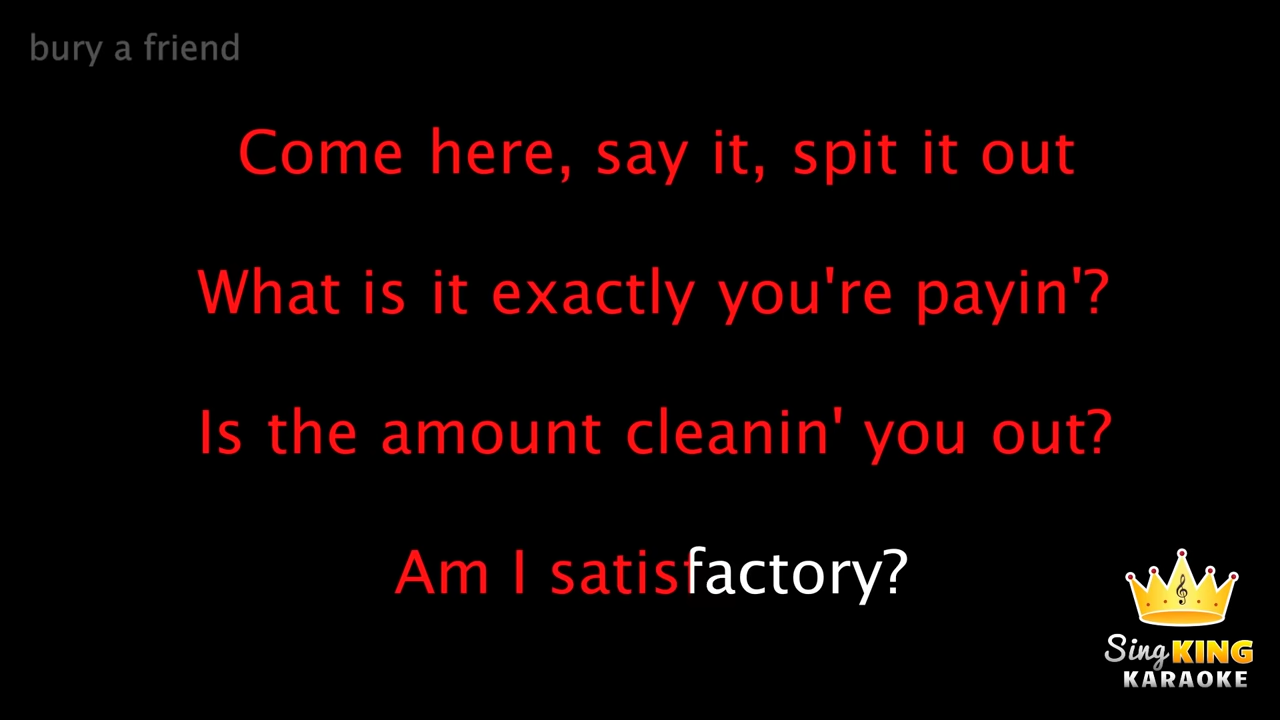 bury a friend
Come here, say it, spit it out
What is it exactly you're payin'?
Is the amount cleanin' you out?
Am I satisfactory?
Sing KING
KARAOKE